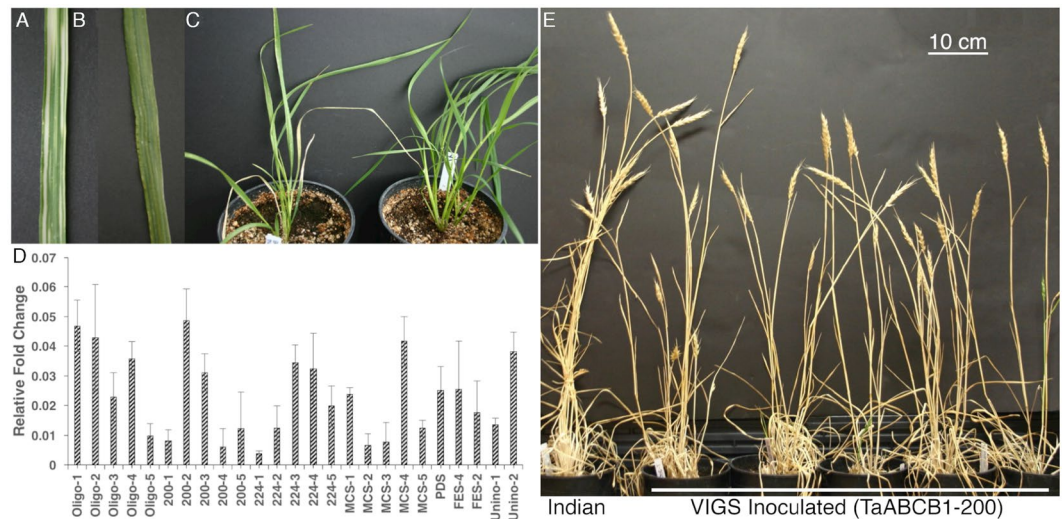 A
B
C
D
0.07
0.06
0.05
0.04
0.03
0.02
0.01
0
Relative Fold Change
Oligo-1
Oligo-2
Oligo-3
Oligo-4
Oligo-5
200-1
200-2
200-3
200-4
200-5
224-1
224-2
224-3
224-4
224-5
MCS-1
MCS-2
MCS-3
MCS-4
MCS-5
PDS
FES-4
FES-2
Unino-1
Unino-2
E
10 cm
Indian
VIGS Inoculated (TaABCB1-200)